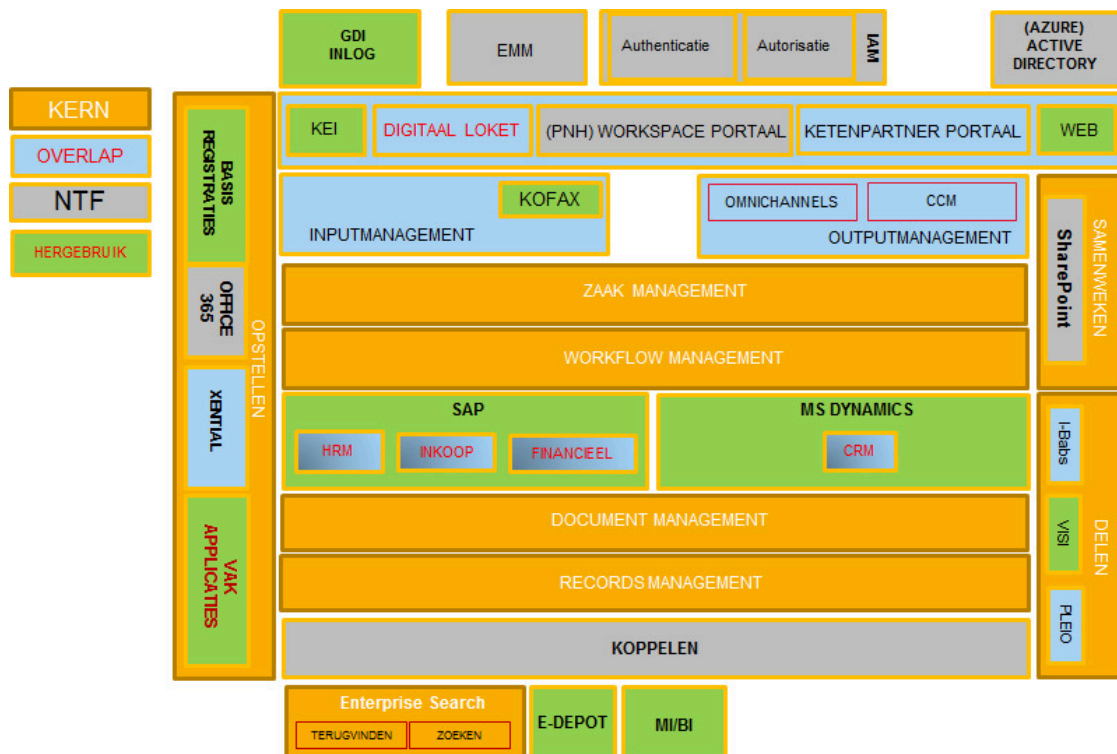 GDI
INLOG
EMM
Authenticatie
Autorisatie
IAM
(AZURE)
ACTIVE
DIRECTORY
KERN
OVERLAP
NTF
HERGEBRUIK
BASIS
REGISTRATIES
OFFICE
365
XENTIAL
VAK
APPLICATIES
OPSTELLEN
KEI
DIGITAAL LOKET
(PNH) WORKSPACE PORTAAL
KETENPARTNER PORTAAL
WEB
KOFAX
INPUTMANAGEMENT
OMNICHANNELS
CCM
OUTPUTMANAGEMENT
ZAAK MANAGEMENT
WORKFLOW MANAGEMENT
SAP
HRM
INKOOP
FINANCIEEL
MS DYNAMICS
CRM
DOCUMENT MANAGEMENT
RECORDS MANAGEMENT
KOPPELEN
SharePoint
SAMENWEKEN
I-Babs
VISI
PLEIO
DELEN
Enterprise Search
TERUGVINDEN
ZOEKEN
E-DEPOT
MI/BI